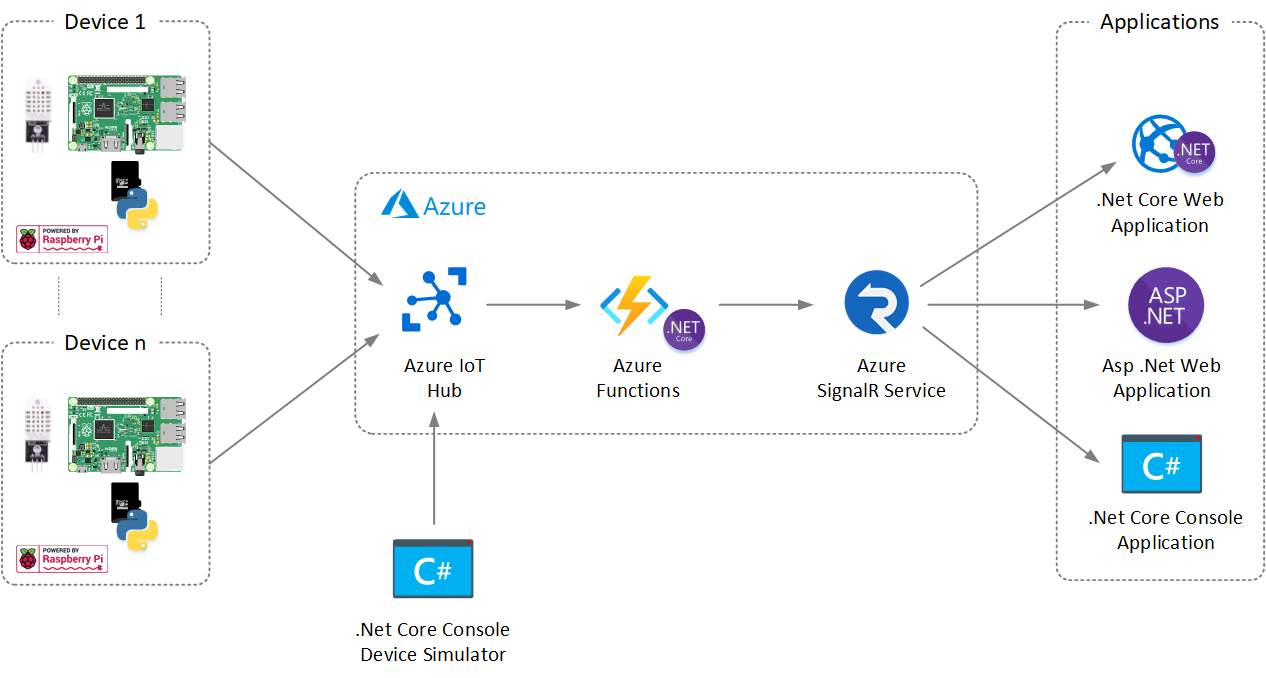 Device 1
POWERED BY
Raspberry Pi
Device n
POWERED BY
Raspberry Pi
Azure
Azure IoT
Hub
.NET
Core
Azure
Functions
Azure
SignalR Service
C#
.Net Core Console
Device Simulator
Applications
.NET
Core
.Net Core Web
Application
ASP
.NET
Asp .Net Web
Application
C#
.Net Core Console
Application